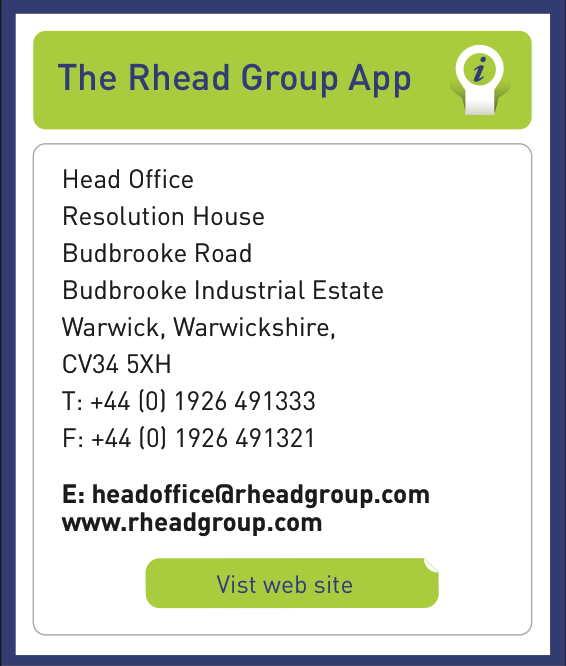 The Rhead Group App
i
Head Office
Resolution House
Budbrooke Road
Budbrooke Industrial Estate
Warwick, Warwickshire,
CV34 5XH
T: +44 (0) 1926 491333
F: +44 (0) 1926 491321
E: headoffice@rheadgroup.com
www.rheadgroup.com
Vist web site